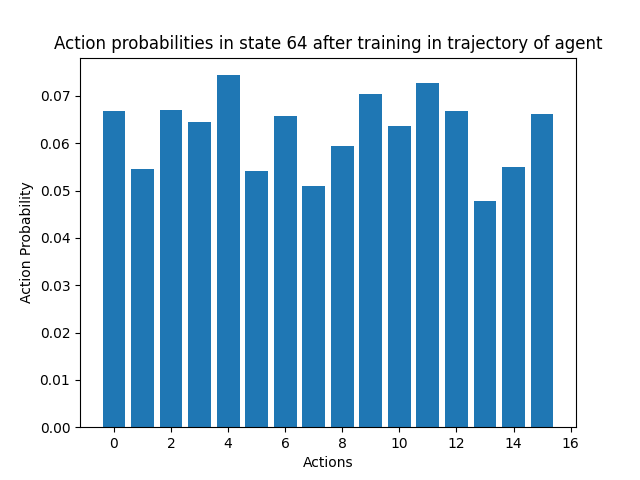 Action probabilities in state 64 after training in trajectory of agent
0.07
0.06
0.05
0.04
0.03
0.02
0.01
0.00
Action Probability
0 2 4 6 8 10 12 14 16
Actions